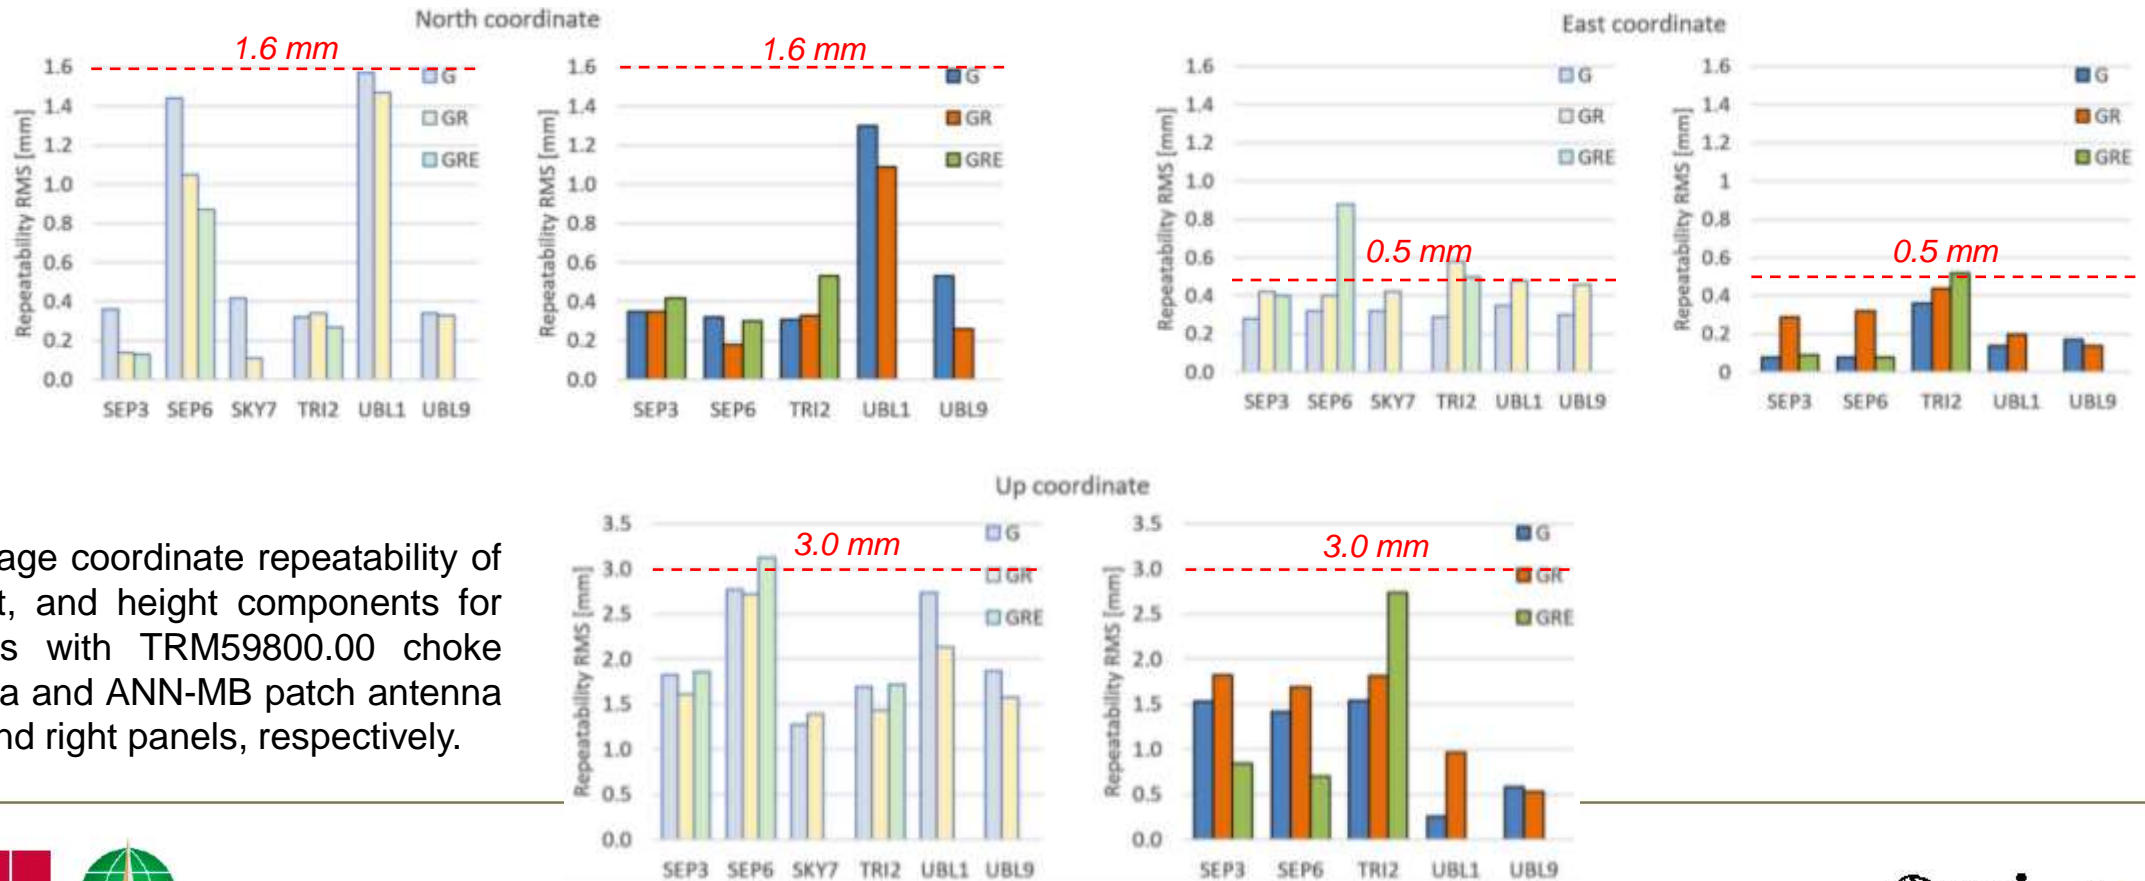 North coordinate
1.6 mm
1.6
1.4
1.2
1.0
0.8
0.6
0.4
0.2
0.0
Repeatability RMS [mm]
G
GR
GRE
SEP3 SEP6 SKY7 TRI2 UBL1 UBL9
1.6 mm
1.6
1.4
1.2
1.0
0.8
0.6
0.4
0.2
0.0
Repeatability RMS [mm]
G
GR
GRE
SEP3 SEP6 TRI2 UBL1 UBL9
East coordinate
1.6
1.4
1.2
1.0
0.8
0.6
0.4
0.2
0.0
Repeatability RMS [mm]
0.5 mm
G
GR
GRE
SEP3 SEP6 SKY7 TRI2 UBL1 UBL9
1.6
1.4
1.2
1
0.8
0.6
0.4
0.2
0
Repeatability RMS [mm]
0.5 mm
G
GR
GRE
SEP3 SEP6 TRI2 UBL1 UBL9
age coordinate repeatability of
t, and height components for
s with TRM59800.00 choke
a and ANN-MB patch antenna
nd right panels, respectively.
Up coordinate
3.5
3.0
2.5
2.0
1.5
1.0
0.5
0.0
Repeatability RMS [mm]
3.0 mm
G
GR
GRE
SEP3 SEP6 SKY7 TRI2 UBL1 UBL9
3.5
3.0
2.5
2.0
1.5
1.0
0.5
0.0
Repeatability RMS [mm]
3.0 mm
G
GR
GRE
SEP3 SEP6 TRI2 UBL1 UBL9